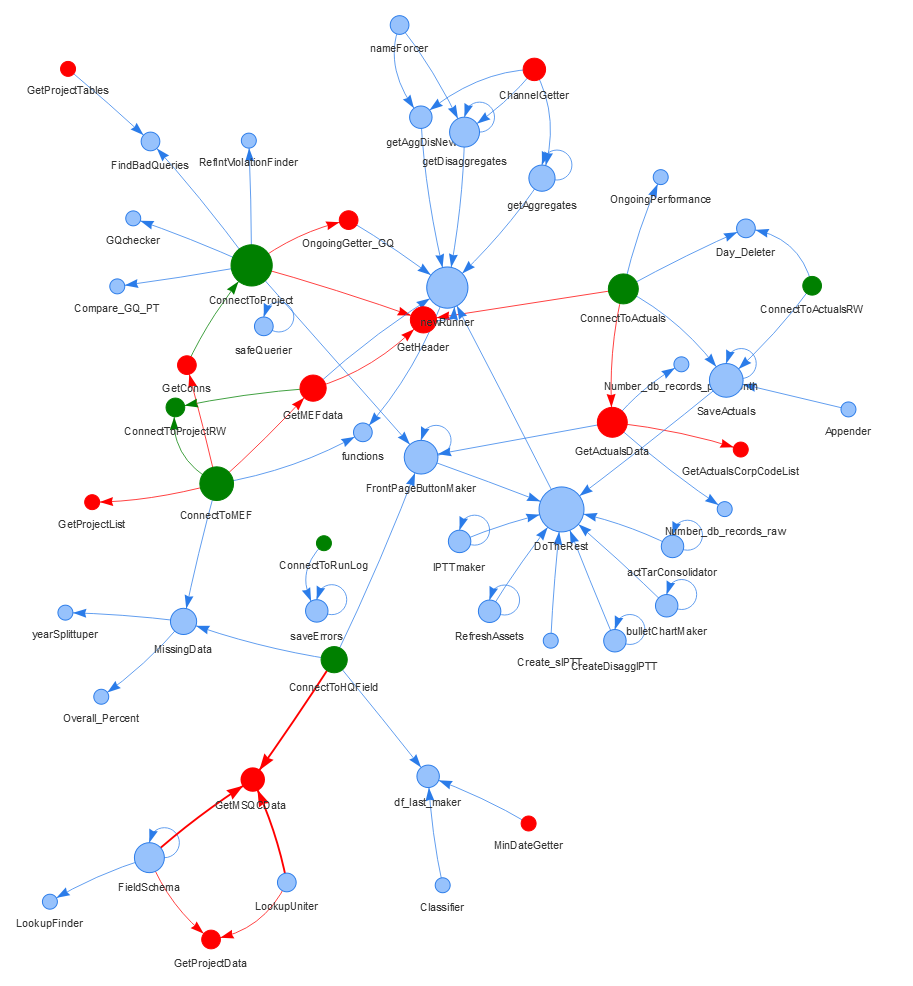 nameForcer
GetProjectTables
ChannelGetter
getAggDisNew
FindBadQueries
RefIntViolationFinder
getDisaggregates
OngoingPerformance
getAggregates
GQchecker
OngoingGetter_GQ
Day_Deleter
ConnectToProject
Compare_GQ_PT
ConnectToActualsRW
ConnectToActuals
newRunner
safeQuerier
GetHeader
GetConns
SaveActuals
GetMEFdata
ConnectToProjectRW
Appender
functions
GetActualsData
GetActualsCorpCodeList
FrontPageButtonMaker
ConnectToMEF
GetProjectList
Number_db_records_raw
DoTheRest
ConnectToRunLog
IPTTmaker
actTarConsolidator
yearSplittuper
saveErrors
RefreshAssets
bulletChartMaker
MissingData
Create_sIPTT
CreateDisaggIPTT
ConnectToHQField
Overall_Percent
GetMSQCData
df_last_maker
MinDateGetter
FieldSchema
LookupUniter
Classifier
LookupFinder
GetProjectData